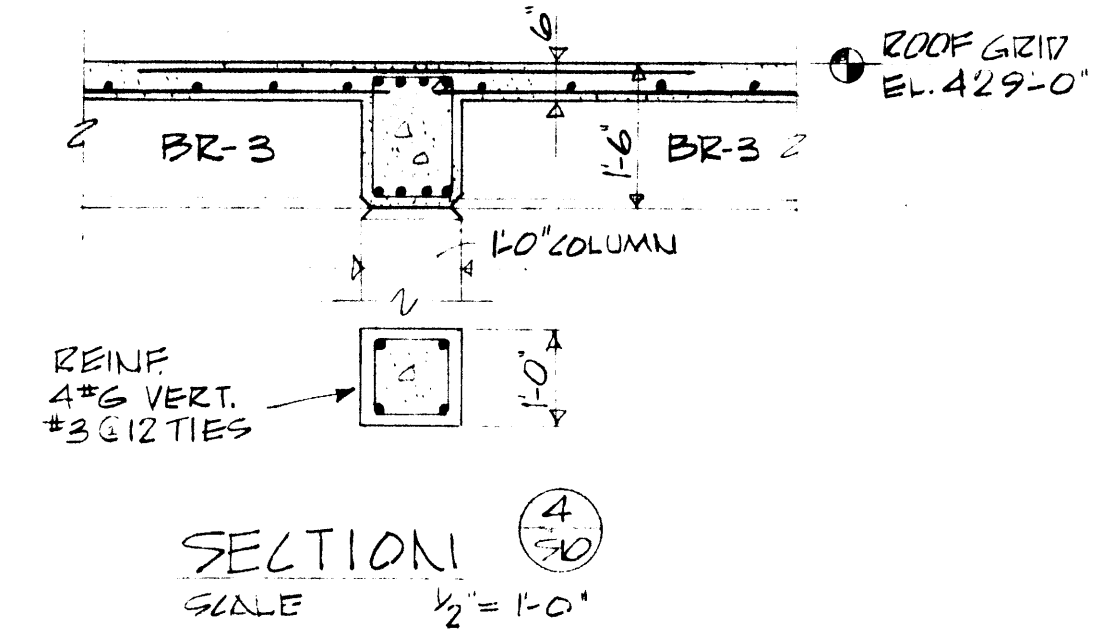 6"
ROOF GRID
EL. 429'-0"
BR-3
1'-6"
BR-3
1'-0" COLUMN
REINF.
4 #6 VERT.
#3 @ 12 TIES
1'-0"
4
SECTION
SCALE 1/2" = 1'-0"